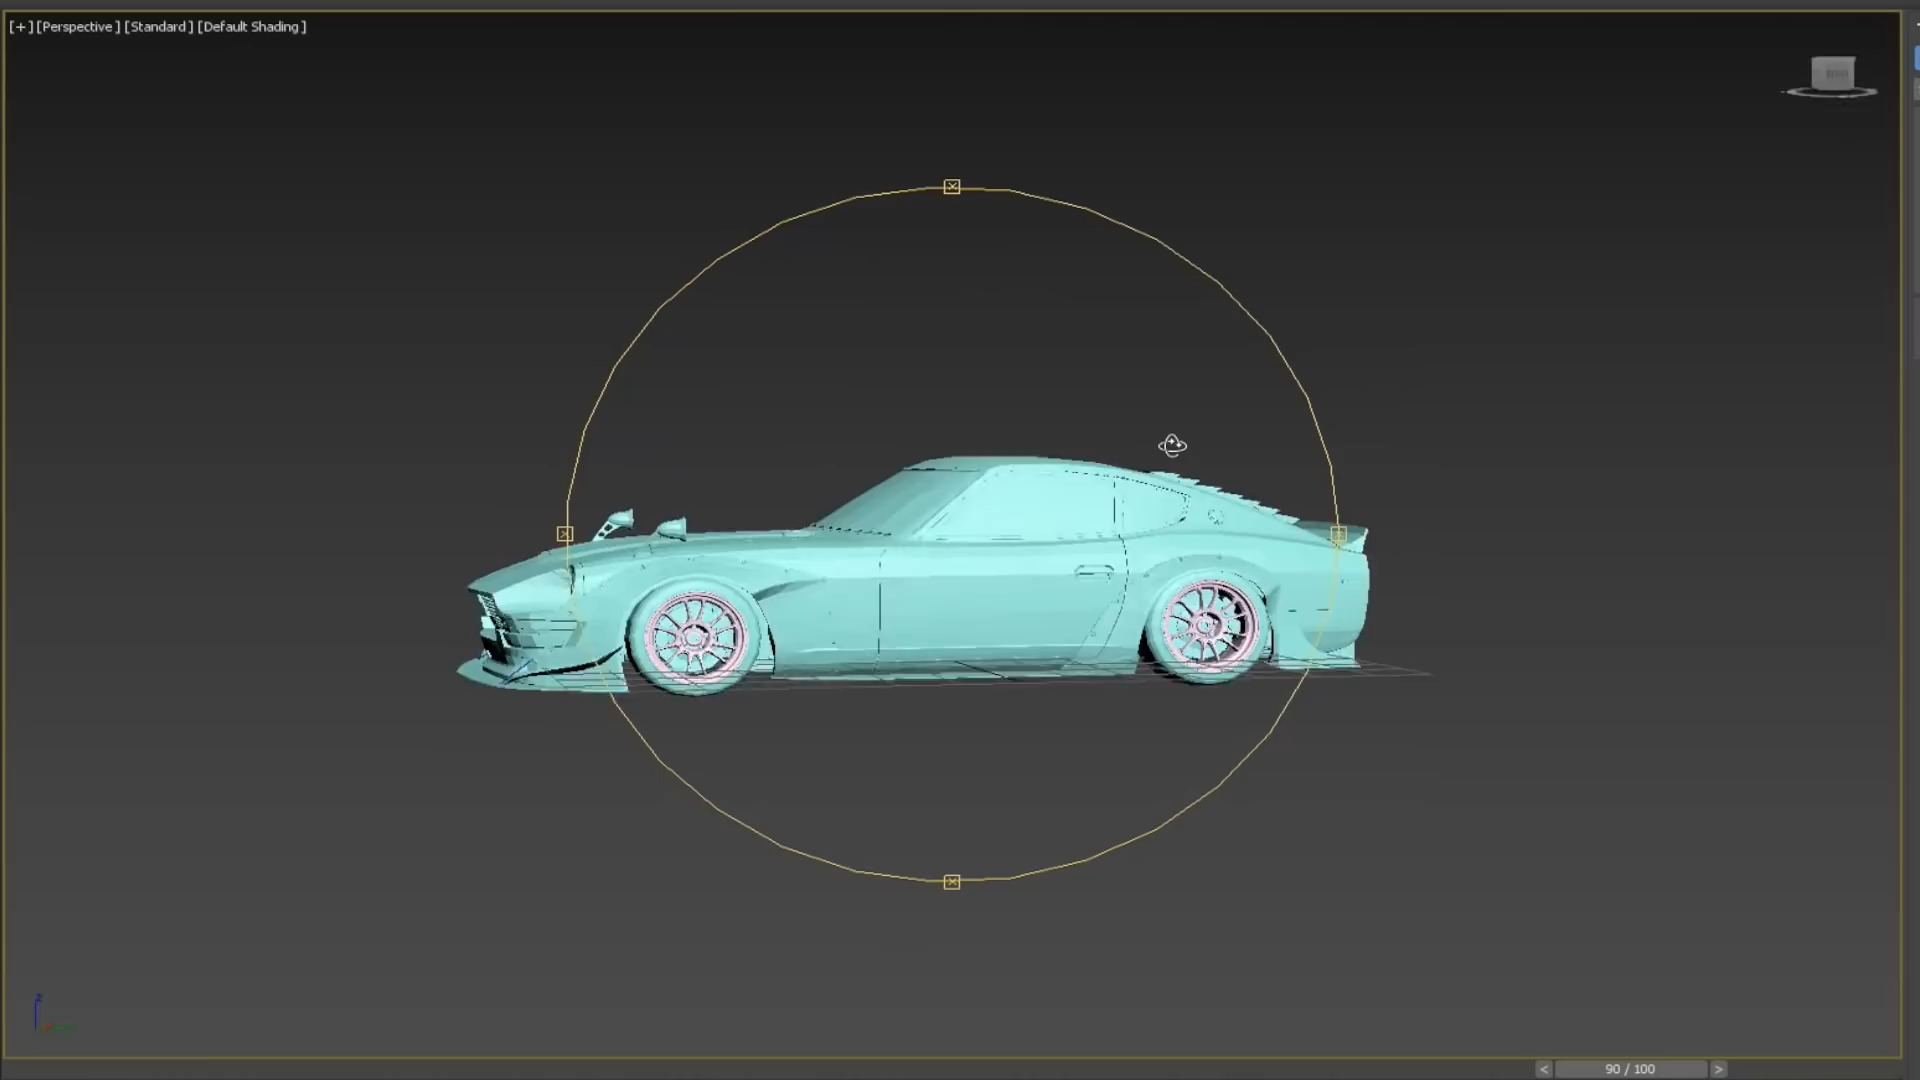 [+] [Perspective ] [Standard ] [Default Shading ]
z
< 90 / 100 >